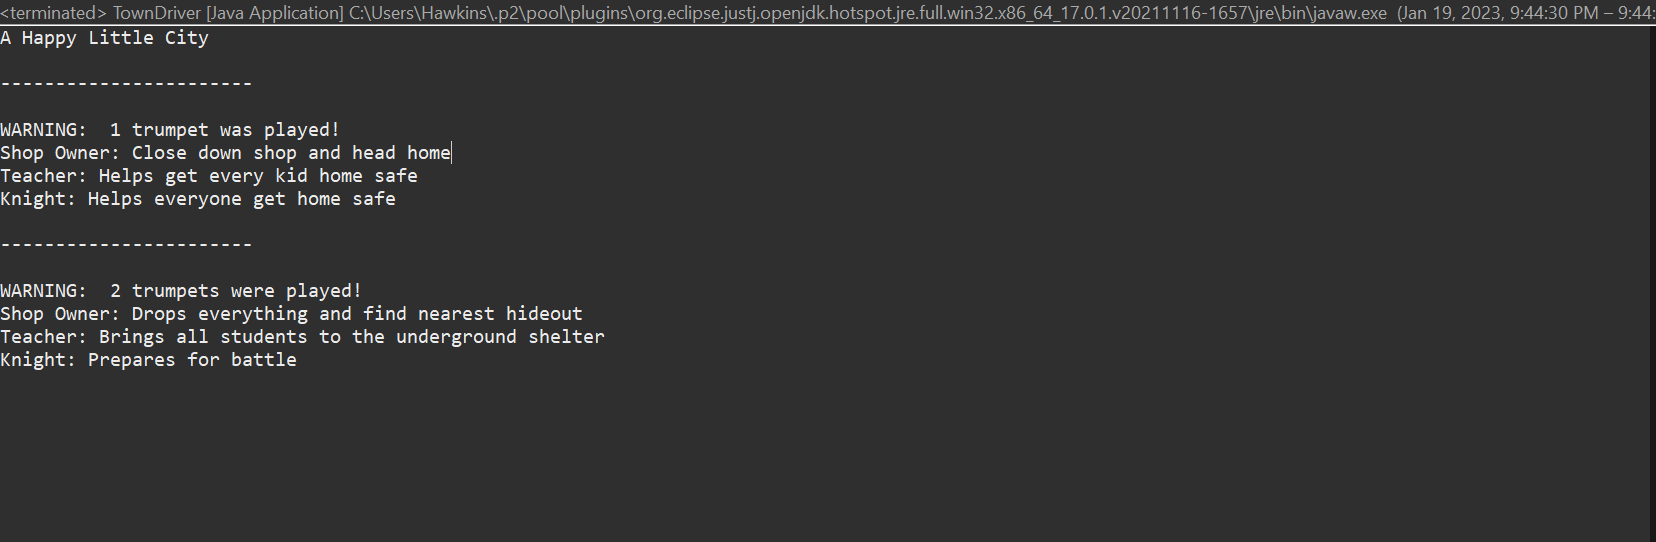 <terminated> TownDriver [Java Application] C:\Users\Hawkins\.p2\pool\plugins\org.eclipse.justj.openjdk.hotspot.jre.full.win32.x86_64_17.0.1.v20211116-1657\jre\bin\javaw.exe (Jan 19, 2023, 9:44:30 PM – 9:44:
A Happy Little City
-----------------------
WARNING:  1 trumpet was played!
Shop Owner: Close down shop and head home
Teacher: Helps get every kid home safe
Knight: Helps everyone get home safe
-----------------------
WARNING:  2 trumpets were played!
Shop Owner: Drops everything and find nearest hideout
Teacher: Brings all students to the underground shelter
Knight: Prepares for battle